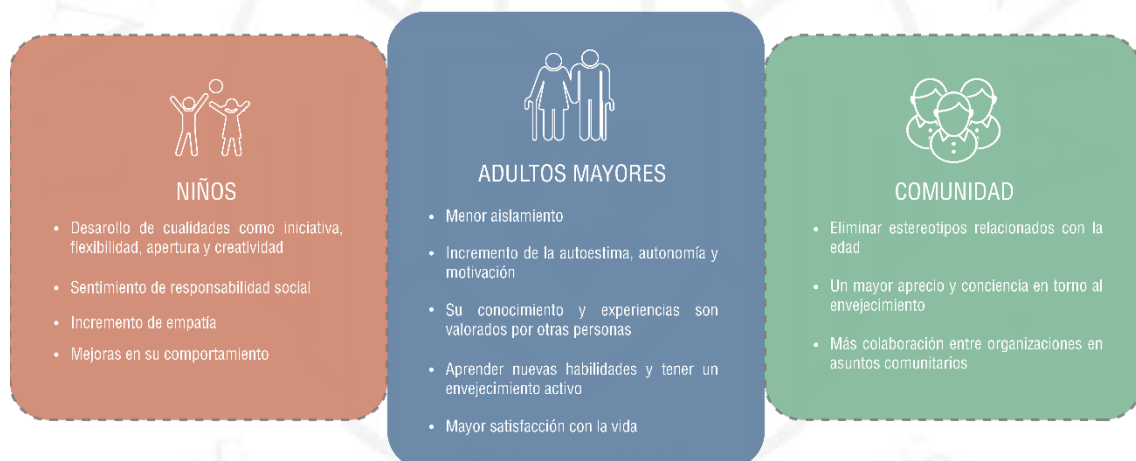 NIÑOS
• Desarollo de cualidades como iniciativa,
flexibilidad, apertura y creatividad
• Sentimiento de responsabilidad social
• Incremento de empatía
• Mejoras en su comportamiento
ADULTOS MAYORES
• Menor aislamiento
• Incremento de la autoestima, autonomía y
motivación
• Su conocimiento y experiencias son
valorados por otras personas
• Aprender nuevas habilidades y tener un
envejecimiento activo
• Mayor satisfacción con la vida
COMUNIDAD
• Eliminar estereotipos relacionados con la
edad
• Un mayor aprecio y conciencia en torno al
envejecimiento
• Más colaboración entre organizaciones en
asuntos comunitarios